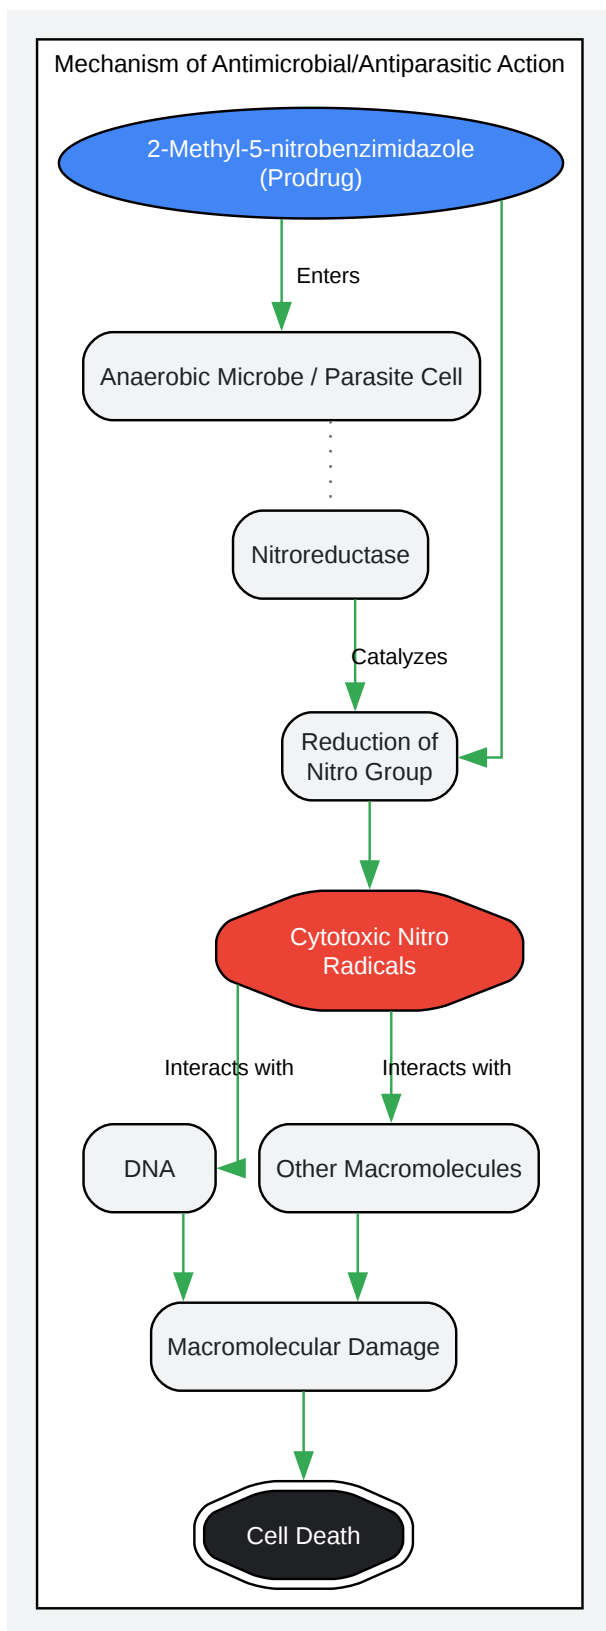 Mechanism of Antimicrobial/Antiparasitic Action
2-Methyl-5-nitrobenzimidazole
(Prodrug)
Enters
Anaerobic Microbe / Parasite Cell
Nitroreductase
Catalyzes
Reduction of
Nitro Group
Cytotoxic Nitro
Radicals
Interacts with
Interacts with
DNA
Other Macromolecules
Macromolecular Damage
Cell Death